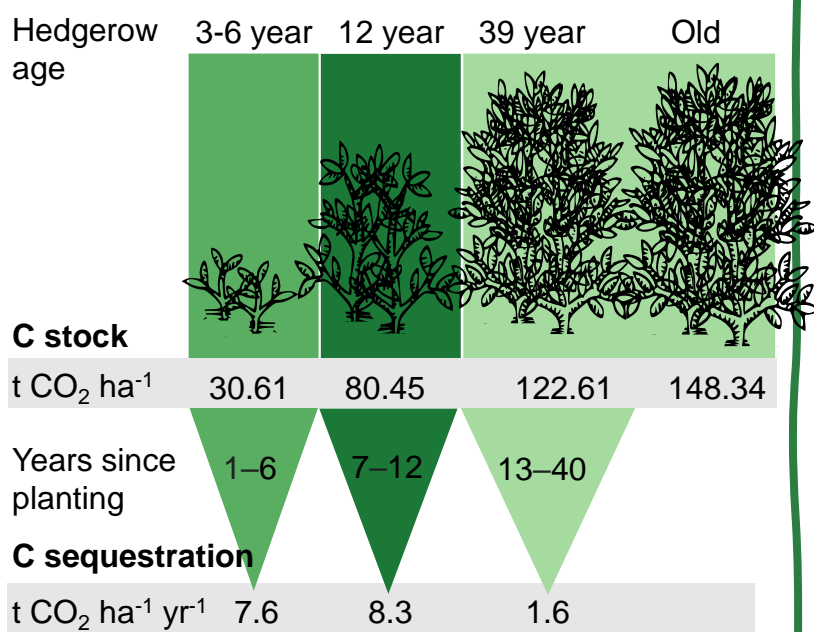 Hedgerow age 3-6 year 12 year 39 year Old
C stock
t CO₂ ha⁻¹ 30.61 80.45 122.61 148.34
Years since planting 1–6 7–12 13–40
C sequestration
t CO₂ ha⁻¹ yr⁻¹ 7.6 8.3 1.6